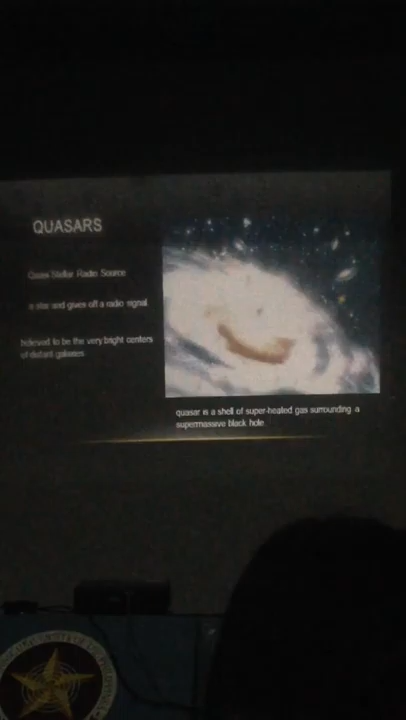 QUASARS
Quasi Stellar Radio Source
a star and gives off a radio signal
believed to be the very bright centers
of distant galaxies
quasar is a shell of super-heated gas surrounding a
supermassive black hole